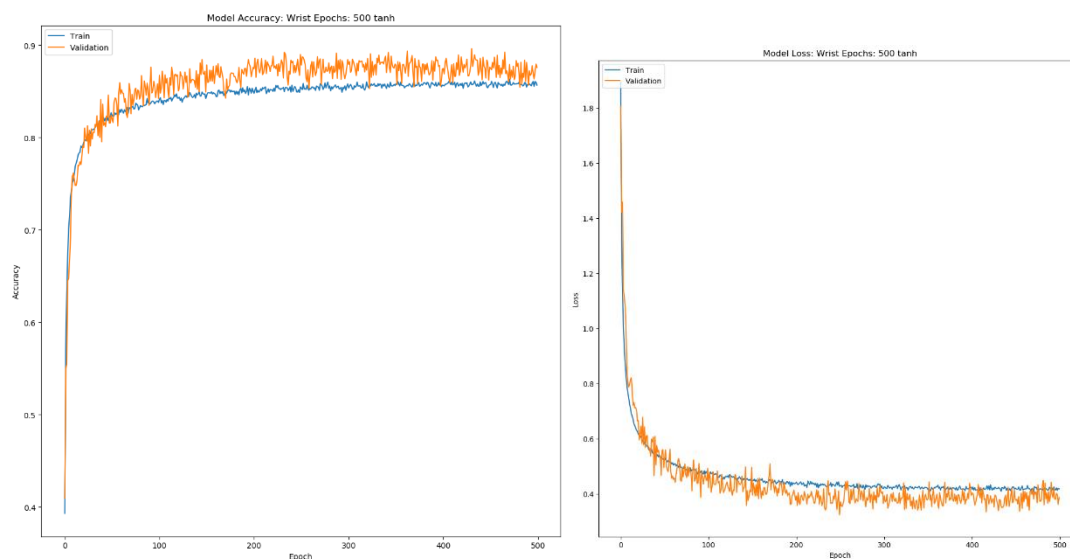 Model Accuracy: Wrist Epochs: 500 tanh
Train
Validation
0.9
0.8
0.7
0.6
0.5
0.4
Accuracy
0
100
200
300
400
500
Epoch
Model Loss: Wrist Epochs: 500 tanh
Train
Validation
1.8
1.6
1.4
1.2
1.0
0.8
0.6
0.4
Loss
0
100
200
300
400
500
Epoch